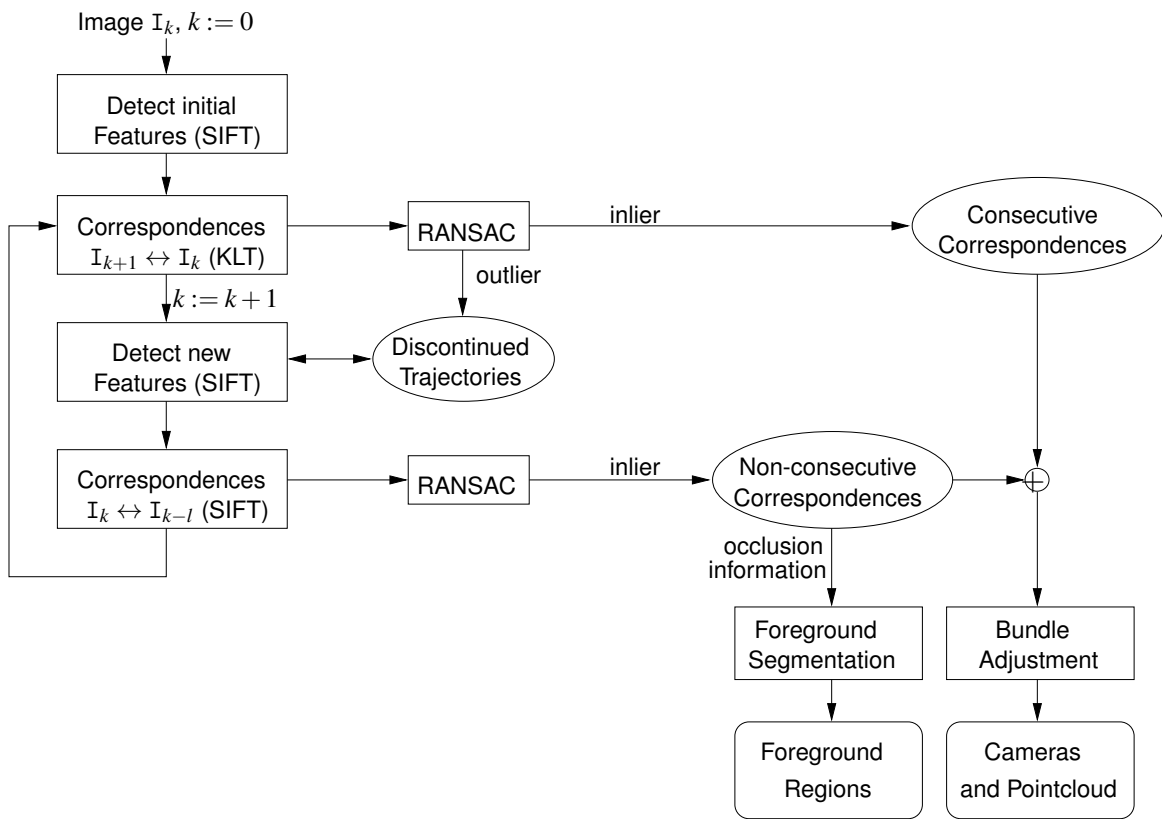 Image I_k, k := 0
Detect initial
Features (SIFT)
Correspondences
I_{k+1} ↔ I_k (KLT)
RANSAC
inlier
Consecutive
Correspondences
outlier
k := k + 1
Detect new
Features (SIFT)
Discontinued
Trajectories
Correspondences
I_k ↔ I_{k−l} (SIFT)
RANSAC
inlier
Non-consecutive
Correspondences
+
occlusion
information
Foreground
Segmentation
Bundle
Adjustment
Foreground
Regions
Cameras
and Pointcloud